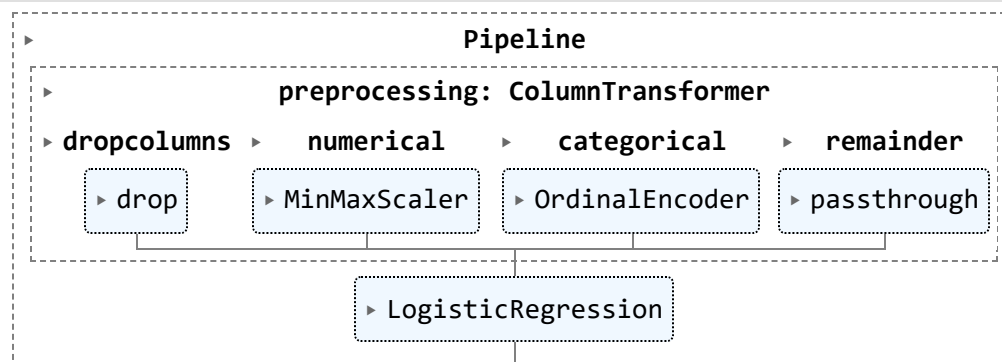 Pipeline
preprocessing: ColumnTransformer
dropcolumns numerical categorical remainder
drop MinMaxScaler OrdinalEncoder passthrough
LogisticRegression